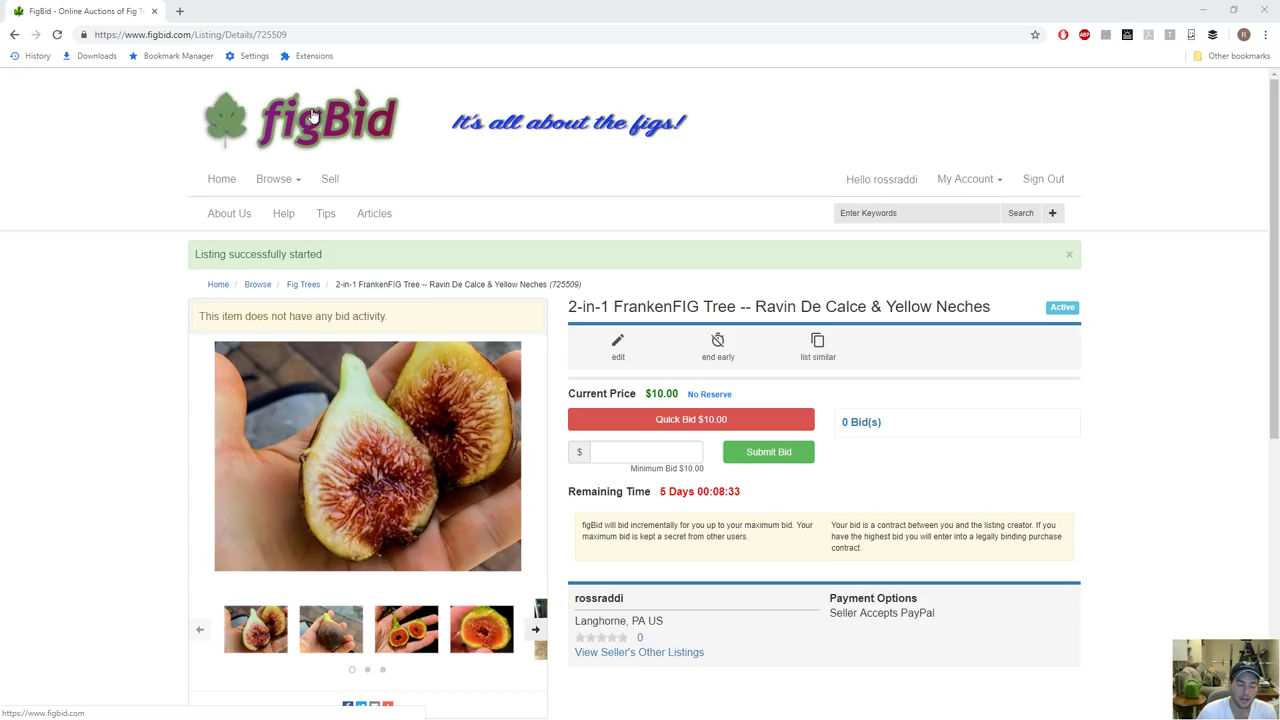 FigBid - Online Auctions of Fig T
https://www.figbid.com/Listing/Details/725509
History Downloads Bookmark Manager Settings Extensions Other bookmarks
figBid It's all about the figs!
Home Browse Sell Hello rossraddi My Account Sign Out
About Us Help Tips Articles Enter Keywords Search
Listing successfully started ×
Home / Browse / Fig Trees / 2-in-1 FrankenFIG Tree -- Ravin De Calce & Yellow Neches (725509)
This item does not have any bid activity.
2-in-1 FrankenFIG Tree -- Ravin De Calce & Yellow Neches Active
edit end early list similar
Current Price $10.00 No Reserve
Quick Bid $10.00
0 Bid(s)
$ Submit Bid
Minimum Bid $10.00
Remaining Time 5 Days 00:08:33
figBid will bid incrementally for you up to your maximum bid. Your
maximum bid is kept a secret from other users.
Your bid is a contract between you and the listing creator. If you
have the highest bid you will enter into a legally binding purchase
contract.
rossraddi
Langhorne, PA US
0
View Seller's Other Listings
Payment Options
Seller Accepts PayPal
https://www.figbid.com